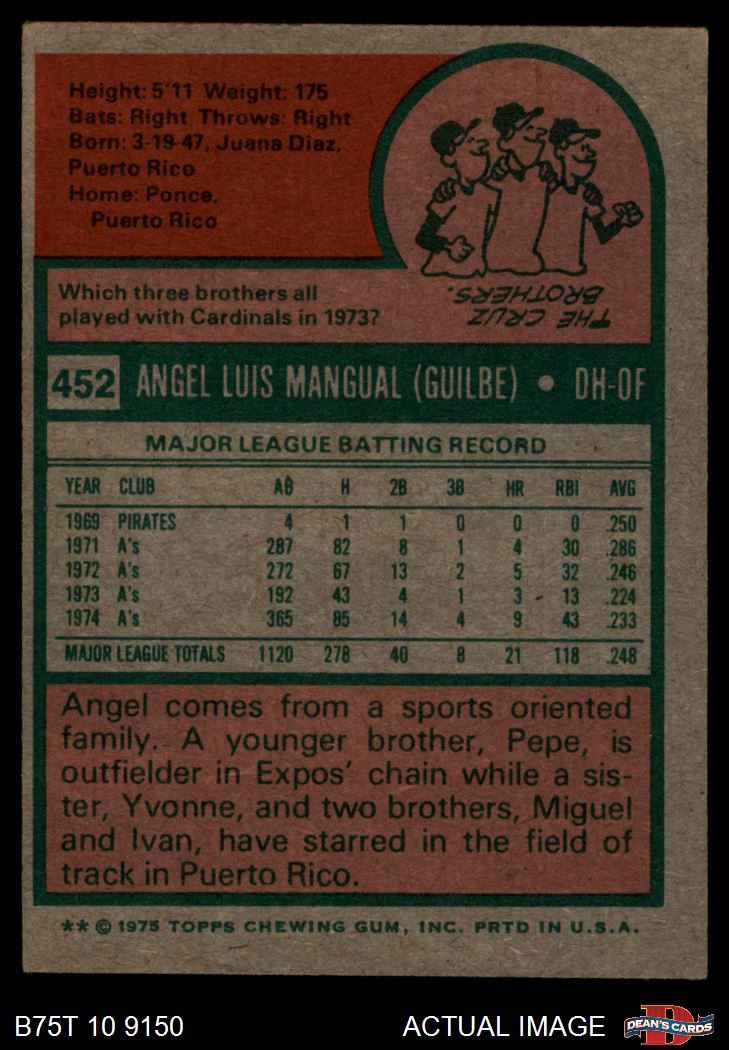 Height: 5'11 Weight: 175
Bats: Right Throws: Right
Born: 3-19-47, Juana Diaz,
Puerto Rico
Home: Ponce,
Puerto Rico
Which three brothers all
played with Cardinals in 1973?
THE CRUZ
BROTHERS.
452 ANGEL LUIS MANGUAL (GUILBE) • DH-OF
MAJOR LEAGUE BATTING RECORD
YEAR CLUB AB H 2B 3B HR RBI AVG
1969 PIRATES 4 1 1 0 0 0 .250
1971 A's 287 82 8 1 4 30 .286
1972 A's 272 67 13 2 5 32 .246
1973 A's 192 43 4 1 3 13 .224
1974 A's 365 85 14 4 9 43 .233
MAJOR LEAGUE TOTALS 1120 278 40 8 21 118 .248
Angel comes from a sports oriented
family. A younger brother, Pepe, is
outfielder in Expos' chain while a sis-
ter, Yvonne, and two brothers, Miguel
and Ivan, have starred in the field of
track in Puerto Rico.
** © 1975 TOPPS CHEWING GUM, INC. PRTD IN U.S.A.
B75T 10 9150 ACTUAL IMAGE DEAN'S CARDS